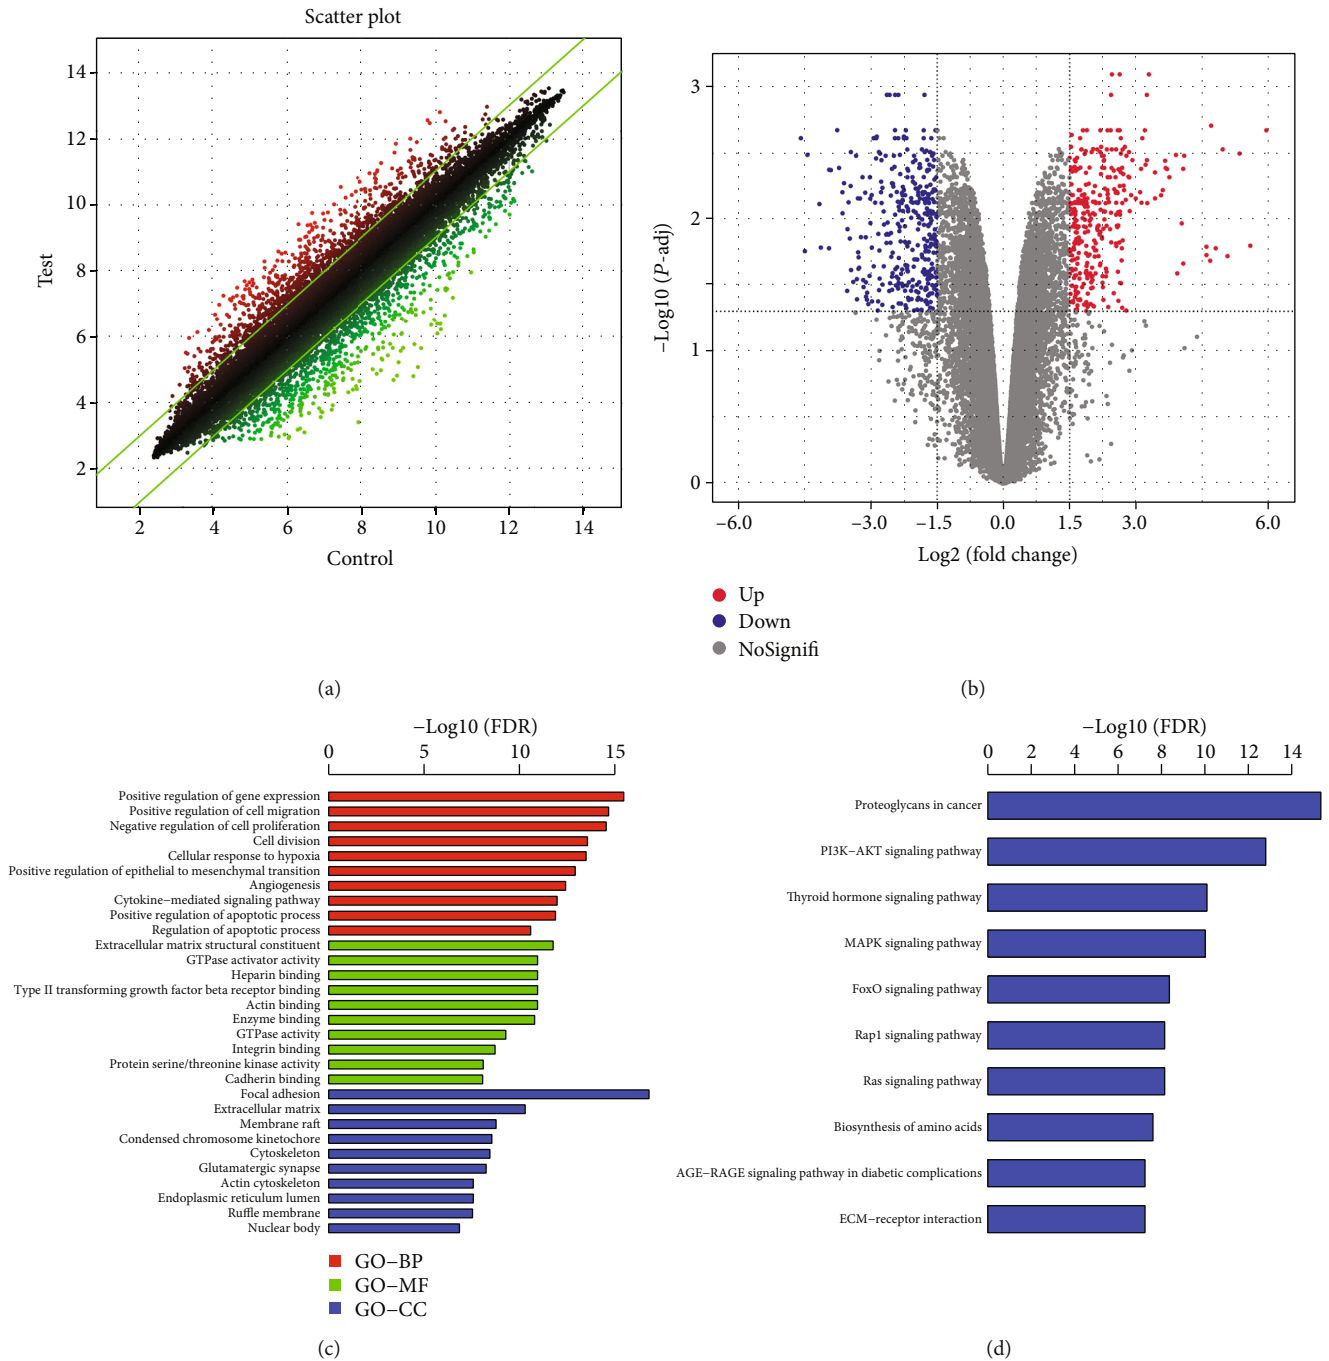 Scatter plot
14
12
10
8
6
4
2
Test
2 4 6 8 10 12 14
Control
(a)
3
2
1
0
−Log10 (P-adj)
−6.0 −3.0 −1.5 0.0 1.5 3.0 6.0
Log2 (fold change)
Up
Down
NoSignifi
(b)
−Log10 (FDR)
0 5 10 15
Positive regulation of gene expression
Positive regulation of cell migration
Negative regulation of cell proliferation
Cell division
Cellular response to hypoxia
Positive regulation of epithelial to mesenchymal transition
Angiogenesis
Cytokine−mediated signaling pathway
Positive regulation of apoptotic process
Regulation of apoptotic process
Extracellular matrix structural constituent
GTPase activator activity
Heparin binding
Type II transforming growth factor beta receptor binding
Actin binding
Enzyme binding
GTPase activity
Integrin binding
Protein serine/threonine kinase activity
Cadherin binding
Focal adhesion
Extracellular matrix
Membrane raft
Condensed chromosome kinetochore
Cytoskeleton
Glutamatergic synapse
Actin cytoskeleton
Endoplasmic reticulum lumen
Ruffle membrane
Nuclear body
GO−BP
GO−MF
GO−CC
(c)
−Log10 (FDR)
0 2 4 6 8 10 12 14
Proteoglycans in cancer
PI3K−AKT signaling pathway
Thyroid hormone signaling pathway
MAPK signaling pathway
FoxO signaling pathway
Rap1 signaling pathway
Ras signaling pathway
Biosynthesis of amino acids
AGE−RAGE signaling pathway in diabetic complications
ECM−receptor interaction
(d)